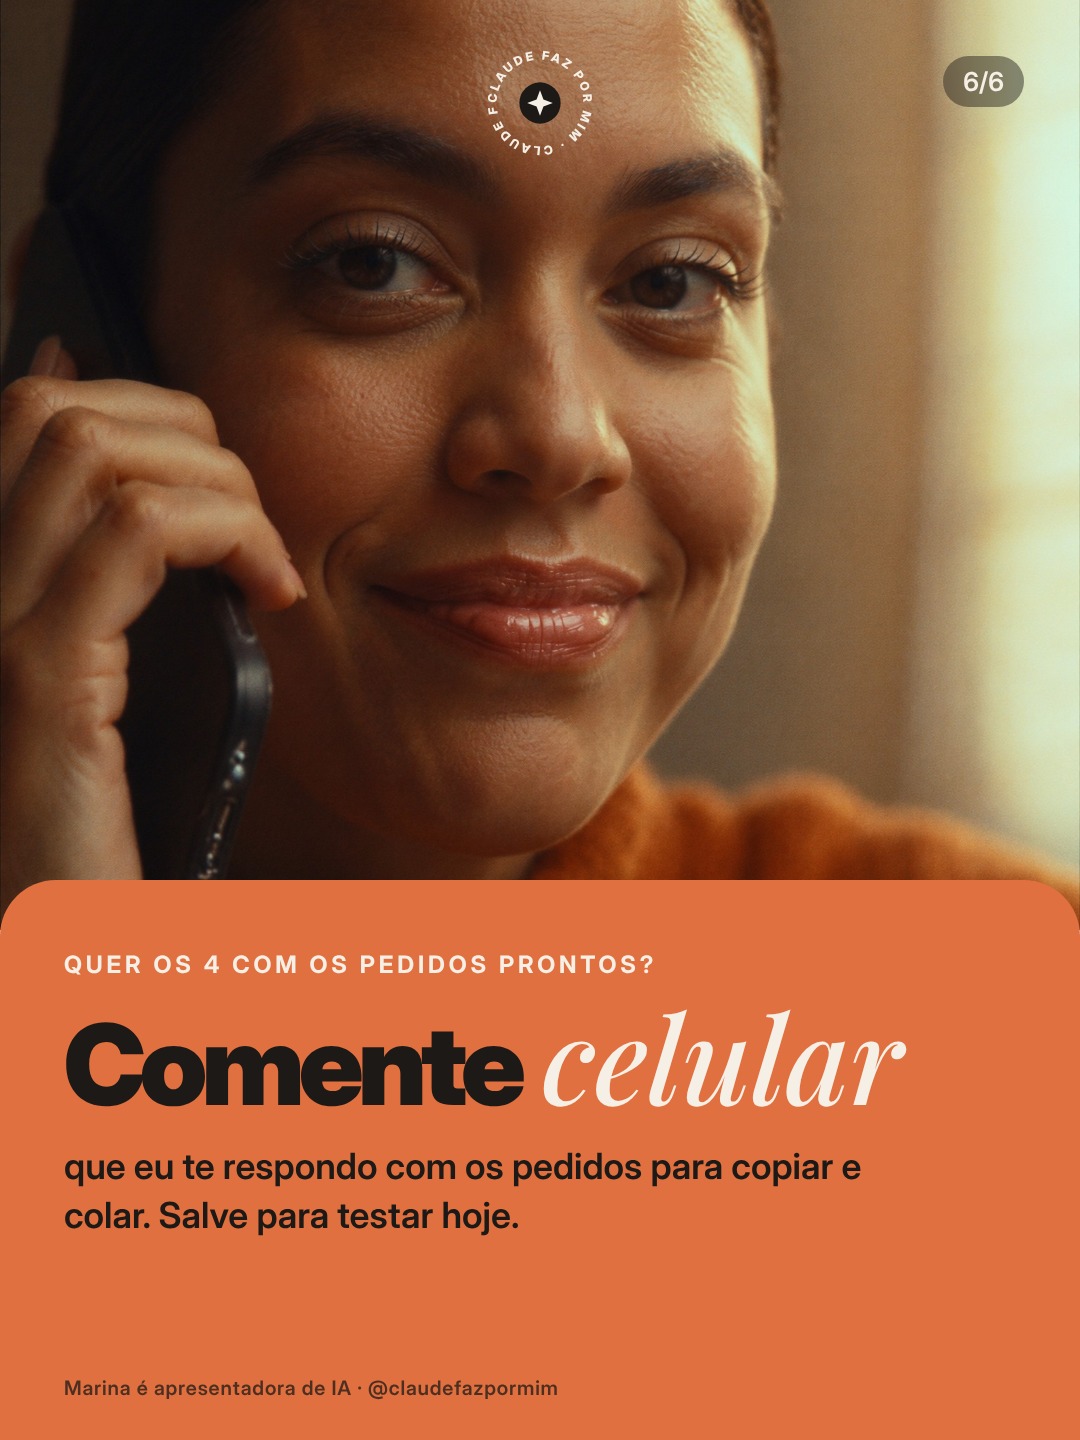 CLAUDE FAZ POR MIM · CLAUDE F
6/6
QUER OS 4 COM OS PEDIDOS PRONTOS?
Comente celular
que eu te respondo com os pedidos para copiar e
colar. Salve para testar hoje.
Marina é apresentadora de IA · @claudefazpormim